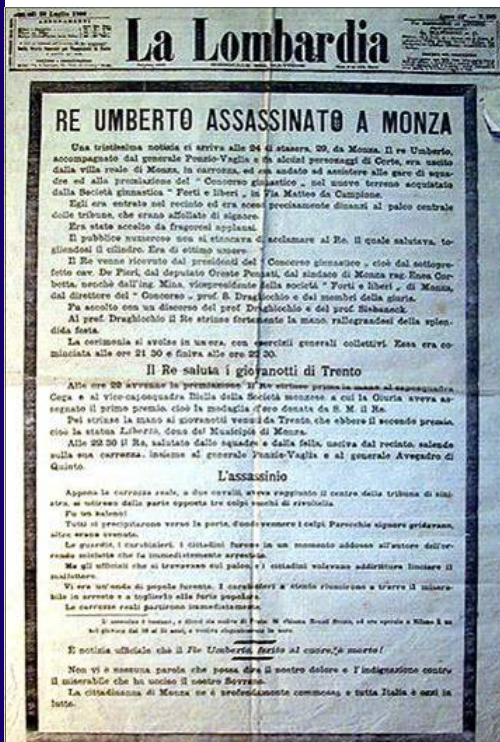 La Lombardia
RE UMBERTO ASSASSINATO A MONZA
Una tristissima notizia ci arriva alle 24 di stasera, 29, da Monza. Il re Umberto,
accompagnato dal generale Ponzio-Vaglia e da alcuni personaggi di Corte, era uscito
dalla villa reale di Monza, in carrozza, ed era andato ad assistere alle gare di squa-
dre ed alla premiazione del " Concorso ginnastico „ nel nuovo terreno acquistato
dalla Società ginnastica " Forti e liberi „ in Via Matteo da Campione.
Egli era entrato nel recinto ed era sceso precisamente dinanzi al palco centrale
delle tribune, che erano affollate di signore.
Era stato accolto da fragorosi applausi.
Il pubblico numeroso non si stancava di acclamare al Re, il quale salutava, to-
gliendosi il cilindro. Era di ottimo umore.
Il Re venne ricevuto dal presidenti del " Concorso ginnastico „ cioè dal sottopre-
fetto cav. De Pieri, dal deputato Oreste Pennati, dal sindaco di Monza rag. Enea Cor-
betta, nonchè dall'ing. Mina, vicepresidente della società " Forti e liberi „ di Monza,
dal direttore del " Concorso „ prof. S. Draghicchio e dai membri della giuria.
Fu accolto con un discorso del prof Draghicchio e del prof.
Al prof. Draghicchio il Re strinse fortemente la mano, rallegrandosi della splen-
dida festa.
La cerimonia si svolse in un'ora, con esercizii generali collettivi. Essa era co-
minciata alle ore 21 30 e finiva alle ore 22 30.
Il Re saluta i giovanotti di Trento
Alle ore 22 avvenne la premiazione. Il Re strinse prima la mano al caposquadra
Cega e al vice-caposquadra Biella della Società monzese, a cui la Giuria aveva as-
segnato il primo premio, cioè la medaglia d'oro donata da S. M. il Re.
Poi strinse la mano ai giovanotti venuti da Trento, che ebbero il secondo premio,
cioè la statua Libertà, dono del Municipio di Monza.
Alle 22.30 il Re, salutato dalle squadre e dalla folla, usciva dal recinto, salendo
sulla sua carrozza, insieme al generale Ponzio-Vaglia e al generale Avogadro di
Quinto.
L'assassinio
Appena la carrozza reale, a due cavalli, aveva raggiunto il centro della tribuna di sini-
stra, si udirono dalla parte opposta tre colpi secchi di rivoltella.
Fu un baleno!
Tutti si precipitarono verso la parte, donde vennero i colpi. Parecchie signore gridavano,
altre erano svenute.
Le guardie, i carabinieri, i cittadini furono in un momento addosso all'autore dell'or-
rendo misfatto che fu immediatamente arrestato.
Ma gli ufficiali che si trovavano sul palco, e i cittadini volevano addirittura linciare il
malfattore.
Vi era un'onda di popolo furente. I carabinieri a stento riuscirono a trarre il misera-
bile in arresto e a toglierlo alla furia popolare.
Le carrozze reali partirono immediatamente.
È notizia ufficiale che il Re Umberto, ferito al cuore, è morto!
Non vi è nessuna parola che possa dire il nostro dolore e l'indignazione contro
il miserabile che ha ucciso il nostro Sovrano.
La cittadinanza di Monza ne è profondamente commossa e tutta Italia è oggi in
lutto.